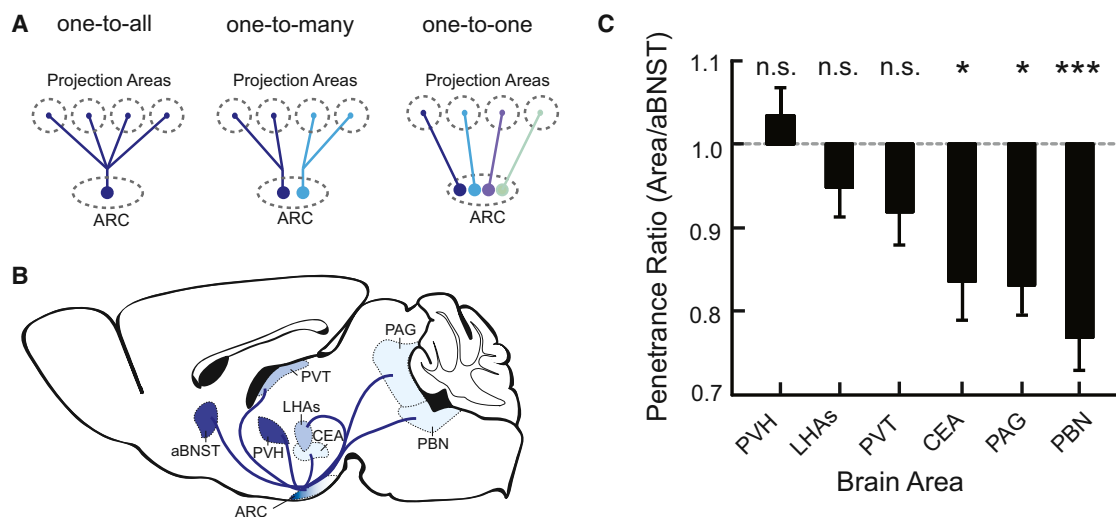 A
one-to-all
one-to-many
one-to-one
Projection Areas
Projection Areas
Projection Areas
ARC
ARC
ARC
B
PAG
PVT
LHAs
CEA
aBNST
PVH
PBN
ARC
C
Penetrance Ratio (Area/aBNST)
1.1
1.0
0.9
0.8
0.7
n.s.
n.s.
n.s.
*
*
***
PVH
LHAs
PVT
CEA
PAG
PBN
Brain Area